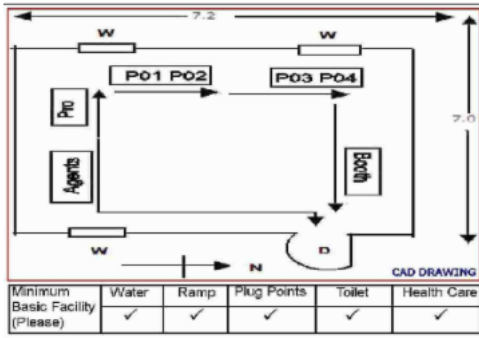 7.2
W W
P01 P02 P03 P04
7.0
Pro
Agents Booth
W D
N
CAD DRAWING
Minimum Basic Facility (Please) Water Ramp Plug Points Toilet Health Care
✓ ✓ ✓ ✓ ✓